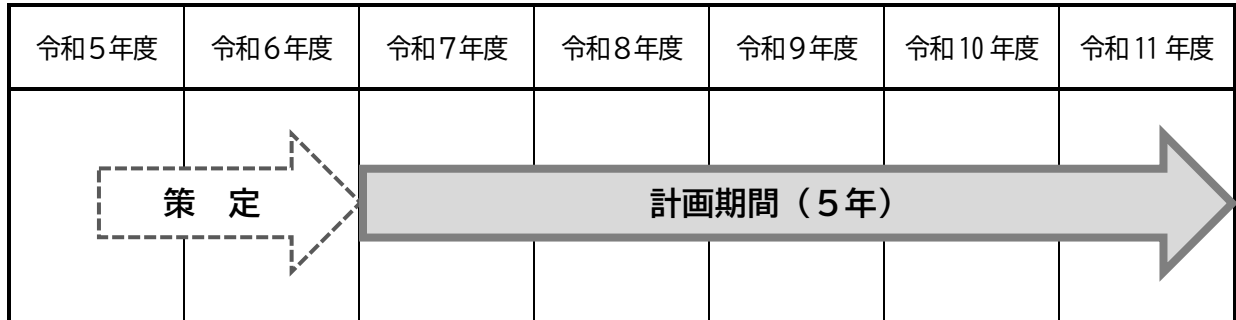 令和５年度 令和６年度 令和７年度 令和８年度 令和９年度 令和10年度 令和11年度
策　定 計画期間（５年）